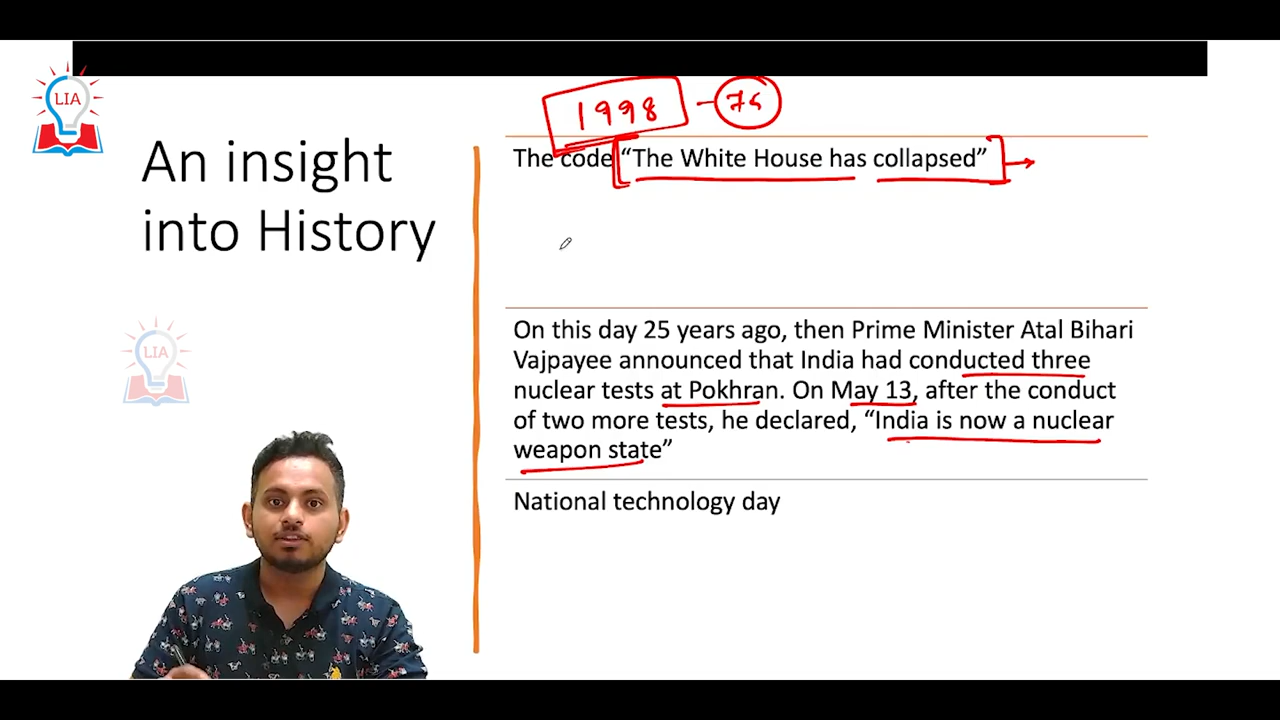 LIA
1998 - 74
An insight
into History
The code “The White House has collapsed”
On this day 25 years ago, then Prime Minister Atal Bihari
Vajpayee announced that India had conducted three
nuclear tests at Pokhran. On May 13, after the conduct
of two more tests, he declared, “India is now a nuclear
weapon state”
LIA
National technology day